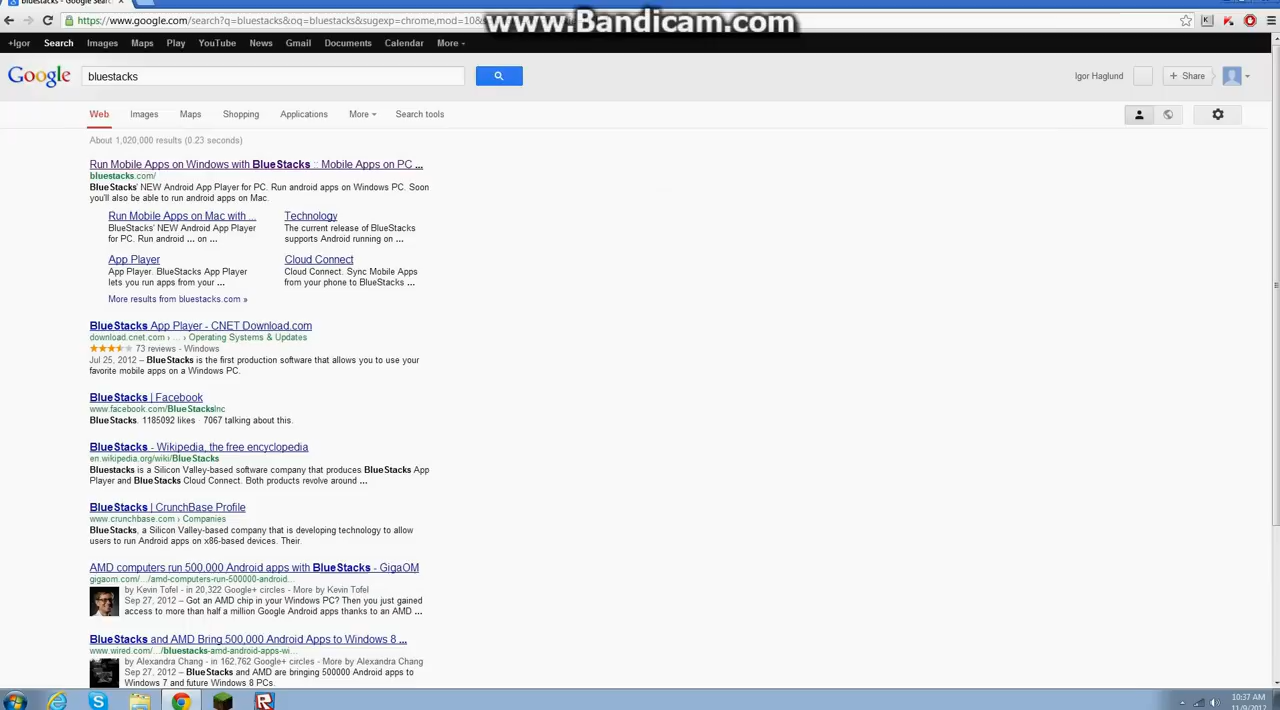 bluestacks - Google Search
https://www.google.com/search?q=bluestacks&oq=bluestacks&sugexp=chrome,mod=10&s
www.Bandicam.com
+Igor Search Images Maps Play YouTube News Gmail Documents Calendar More
Google bluestacks Igor Haglund + Share
Web Images Maps Shopping Applications More Search tools
About 1,020,000 results (0.23 seconds)
Run Mobile Apps on Windows with BlueStacks :: Mobile Apps on PC ...
bluestacks.com/
BlueStacks' NEW Android App Player for PC. Run android apps on Windows PC. Soon
you'll also be able to run android apps on Mac.
Run Mobile Apps on Mac with ...
BlueStacks' NEW Android App Player
for PC. Run android ... on ...
Technology
The current release of BlueStacks
supports Android running on ...
App Player
App Player. BlueStacks App Player
lets you run apps from your ...
Cloud Connect
Cloud Connect. Sync Mobile Apps
from your phone to BlueStacks ...
More results from bluestacks.com »
BlueStacks App Player - CNET Download.com
download.cnet.com › ... › Operating Systems & Updates
73 reviews - Windows
Jul 25, 2012 – BlueStacks is the first production software that allows you to use your
favorite mobile apps on a Windows PC.
BlueStacks | Facebook
www.facebook.com/BlueStacksInc
BlueStacks. 1185092 likes · 7067 talking about this.
BlueStacks - Wikipedia, the free encyclopedia
en.wikipedia.org/wiki/BlueStacks
Bluestacks is a Silicon Valley-based software company that produces BlueStacks App
Player and BlueStacks Cloud Connect. Both products revolve around ...
BlueStacks | CrunchBase Profile
www.crunchbase.com › Companies
BlueStacks, a Silicon Valley-based company that is developing technology to allow
users to run Android apps on x86-based devices. Their.
AMD computers run 500,000 Android apps with BlueStacks - GigaOM
gigaom.com/.../amd-computers-run-500000-android...
by Kevin Tofel - in 20,322 Google+ circles - More by Kevin Tofel
Sep 27, 2012 – Got an AMD chip in your Windows PC? Then you just gained
access to more than half a million Google Android apps thanks to an AMD ...
BlueStacks and AMD Bring 500,000 Android Apps to Windows 8 ...
www.wired.com/.../bluestacks-amd-android-apps-wi...
by Alexandra Chang - in 162,762 Google+ circles - More by Alexandra Chang
Sep 27, 2012 – BlueStacks and AMD are bringing 500000 Android apps to
Windows 7 and future Windows 8 PCs.
10:37 AM
11/9/2012